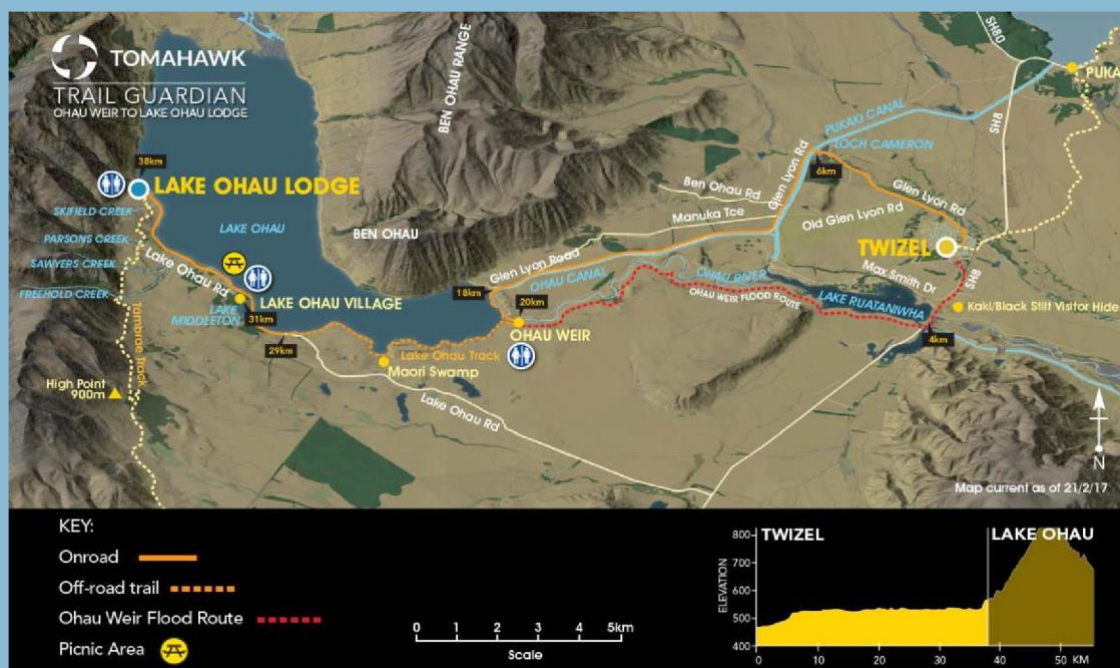 TOMAHAWK
TRAIL GUARDIAN
OHAU WEIR TO LAKE OHAU LODGE
BEN OHAU RANGE
SH80
PUKA
PUKAKI CANAL
LOCH CAMERON
SH8
38km
LAKE OHAU LODGE
Glen Lyon Rd
6km
Glen Lyon Rd
Ben Ohau Rd
SKIFIELD CREEK
Manuka Tce
Old Glen Lyon Rd
LAKE OHAU
BEN OHAU
PARSONS CREEK
TWIZEL
Glen Lyon Road
SAWYERS CREEK
Lake Ohau Rd
OHAU CANAL
OHAU RIVER
Max Smith Dr
SH8
FREEHOLD CREEK
18km
OHAU WEIR FLOOD ROUTE
LAKE RUATANIWHA
LAKE OHAU VILLAGE
20km
Kaki/Black Stilt Visitor Hide
LAKE MIDDLETON
31km
OHAU WEIR
4km
29km
Lake Ohau Track
Maori Swamp
Tambrae Track
High Point
900m
Lake Ohau Rd
N
Map current as of 21/2/17
KEY:
Onroad
Off-road trail
Ohau Weir Flood Route
Picnic Area
0 1 2 3 4 5km
Scale
TWIZEL
LAKE OHAU
ELEVATION
800
700
600
500
400
0 10 20 30 40 50 KM